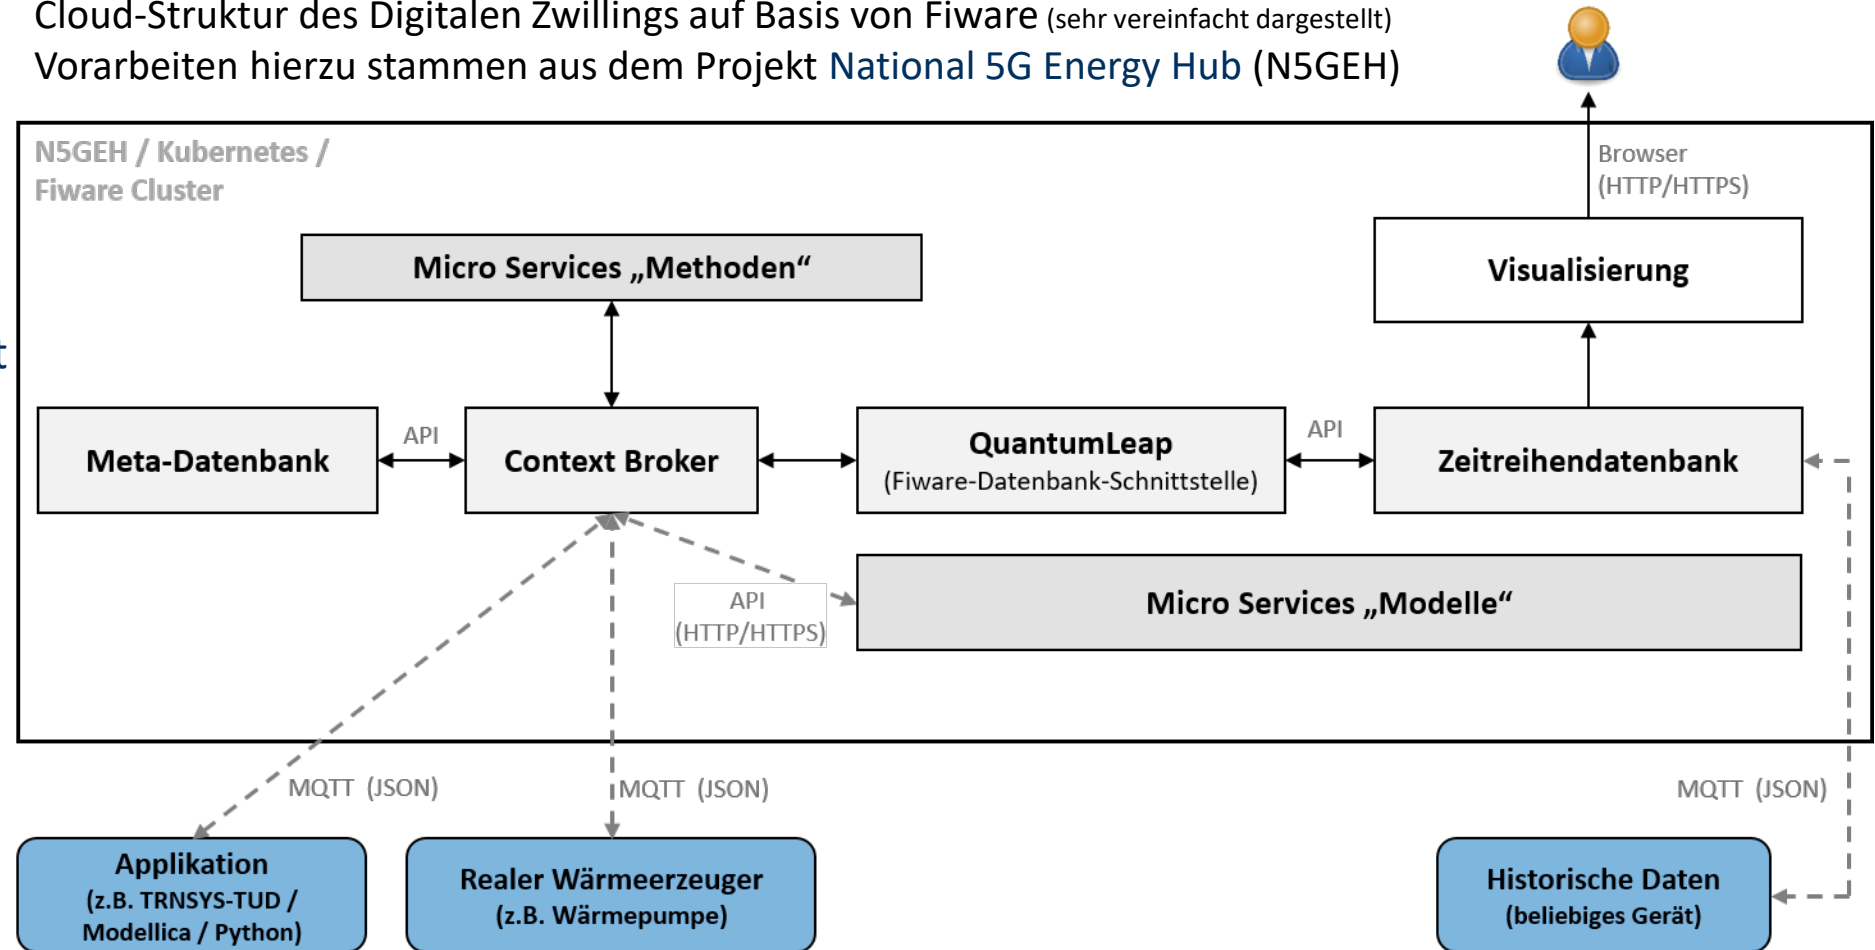 Cloud-Struktur des Digitalen Zwillings auf Basis von Fiware (sehr vereinfacht dargestellt)
Vorarbeiten hierzu stammen aus dem Projekt National 5G Energy Hub (N5GEH)
N5GEH / Kubernetes /
Fiware Cluster
Browser
(HTTP/HTTPS)
Micro Services „Methoden“
Visualisierung
t
Meta-Datenbank
API
Context Broker
QuantumLeap
(Fiware-Datenbank-Schnittstelle)
API
Zeitreihendatenbank
API
(HTTP/HTTPS)
Micro Services „Modelle“
MQTT (JSON)
MQTT (JSON)
MQTT (JSON)
Applikation
(z.B. TRNSYS-TUD /
Modellica / Python)
Realer Wärmeerzeuger
(z.B. Wärmepumpe)
Historische Daten
(beliebiges Gerät)